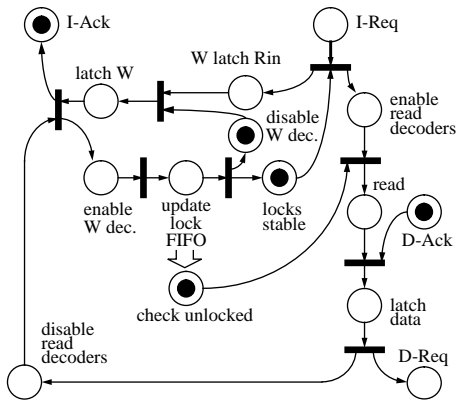 I-Ack
I-Req
latch W
W latch Rin
disable
W dec.
enable
read
decoders
read
enable
W dec.
update
lock
FIFO
locks
stable
D-Ack
check unlocked
latch
data
disable
read
decoders
D-Req